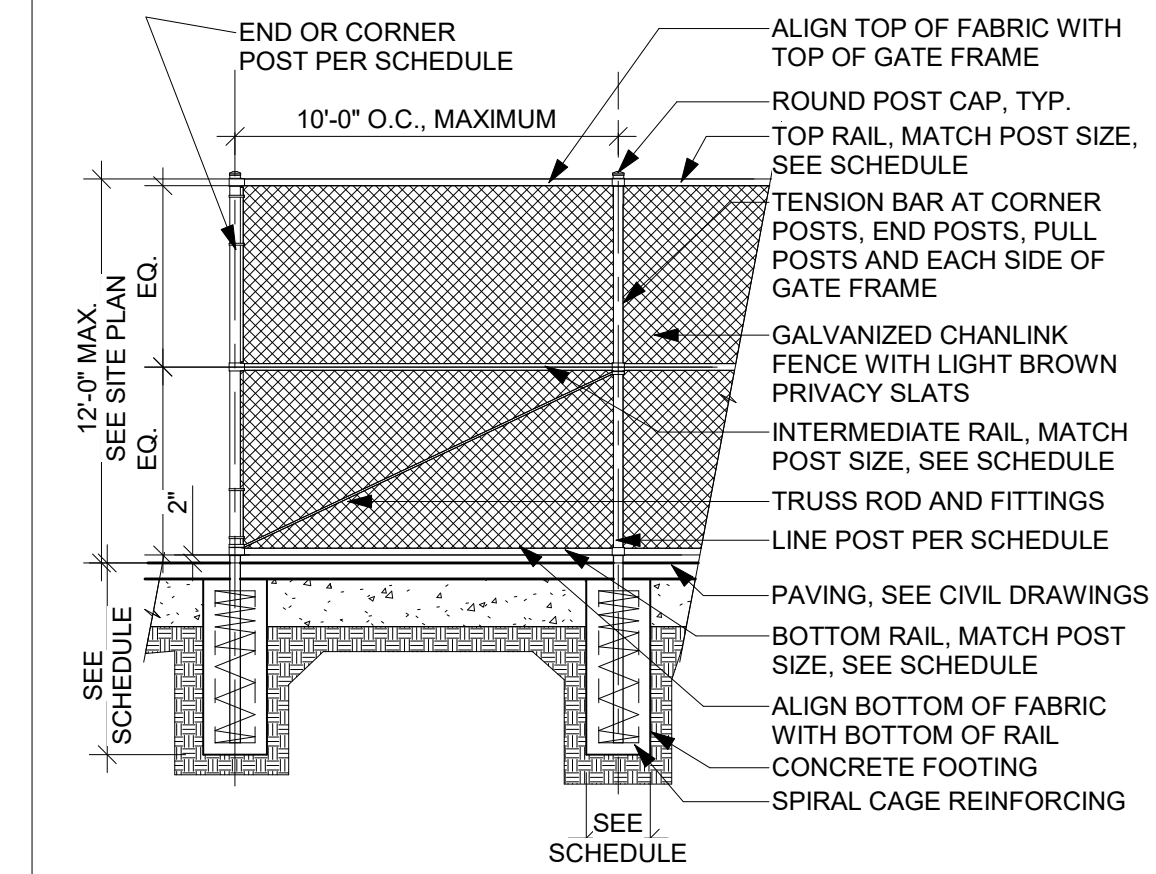 END OR CORNER
POST PER SCHEDULE
10'-0" O.C., MAXIMUM
12'-0" MAX.
SEE SITE PLAN
EQ.
EQ.
2"
SEE
SCHEDULE
SEE
SCHEDULE
ALIGN TOP OF FABRIC WITH
TOP OF GATE FRAME
ROUND POST CAP, TYP.
TOP RAIL, MATCH POST SIZE,
SEE SCHEDULE
TENSION BAR AT CORNER
POSTS, END POSTS, PULL
POSTS AND EACH SIDE OF
GATE FRAME
GALVANIZED CHANLINK
FENCE WITH LIGHT BROWN
PRIVACY SLATS
INTERMEDIATE RAIL, MATCH
POST SIZE, SEE SCHEDULE
TRUSS ROD AND FITTINGS
LINE POST PER SCHEDULE
PAVING, SEE CIVIL DRAWINGS
BOTTOM RAIL, MATCH POST
SIZE, SEE SCHEDULE
ALIGN BOTTOM OF FABRIC
WITH BOTTOM OF RAIL
CONCRETE FOOTING
SPIRAL CAGE REINFORCING